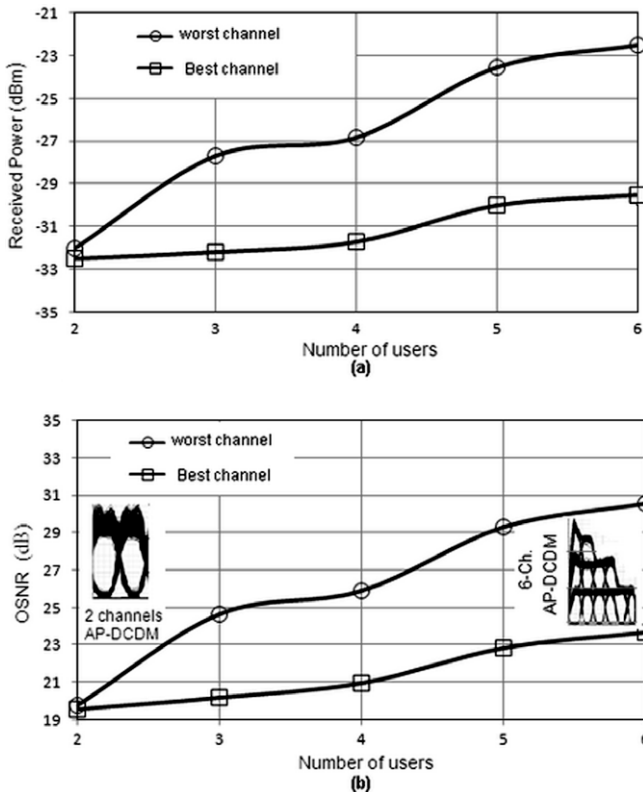 -21
-23
-25
-27
-29
-31
-33
-35
Received Power (dBm)
worst channel
Best channel
2 3 4 5 6
Number of users
(a)
35
33
31
29
27
25
23
21
19
OSNR (dB)
worst channel
Best channel
2 channels
AP-DCDM
6-Ch.
AP-DCDM
2 3 4 5 6
Number of users
(b)